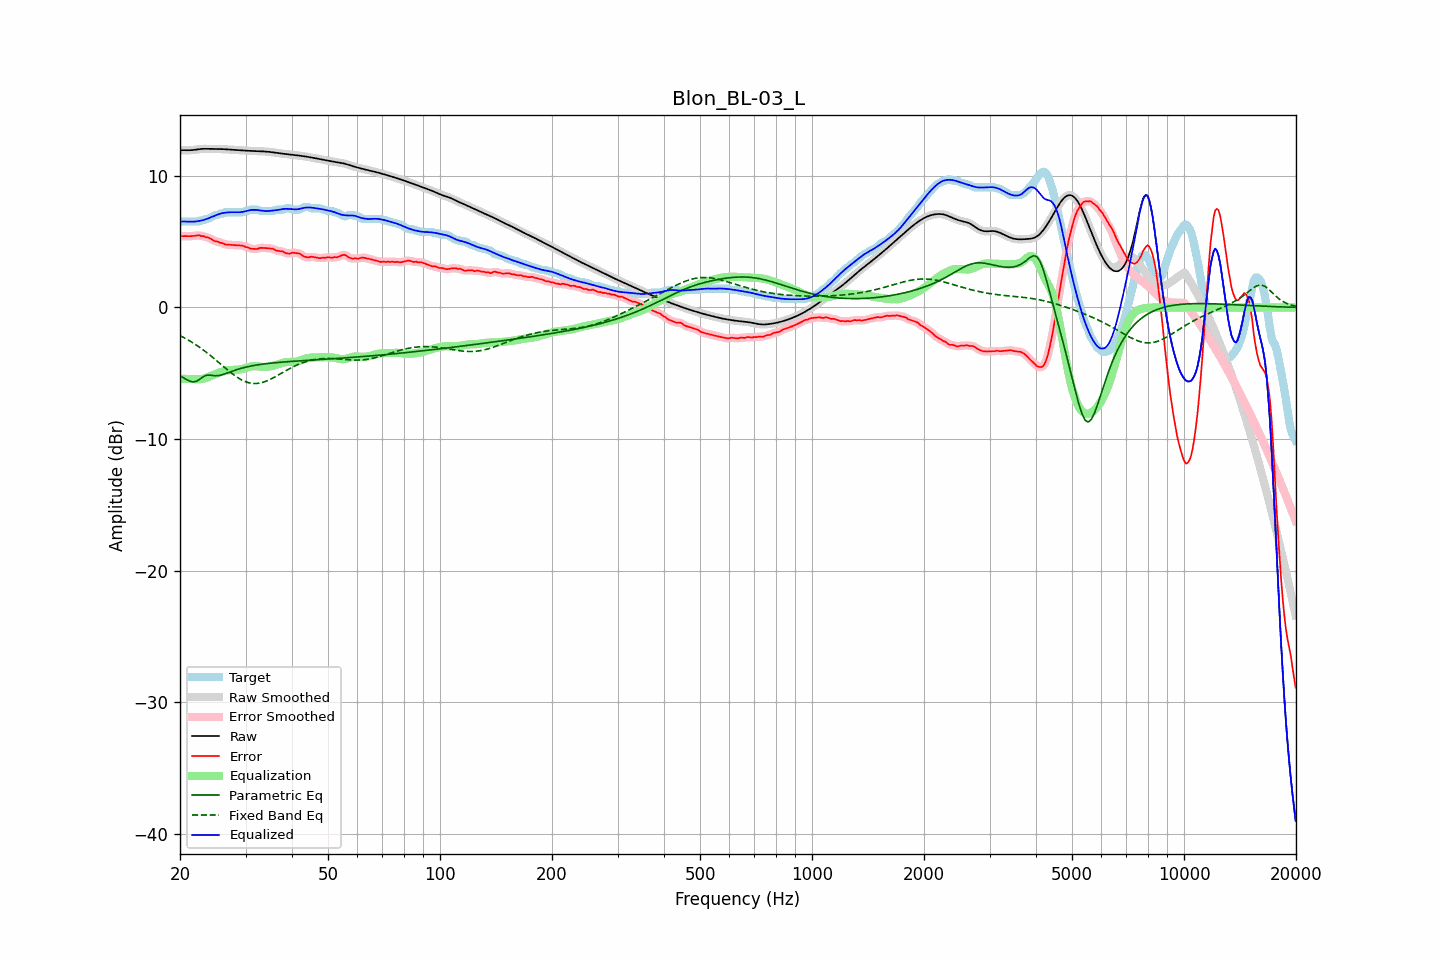 Blon_BL-03_L
10
0
−10
−20
−30
−40
Amplitude (dBr)
Target
Raw Smoothed
Error Smoothed
Raw
Error
Equalization
Parametric Eq
Fixed Band Eq
Equalized
20 50 100 200 500 1000 2000 5000 10000 20000
Frequency (Hz)